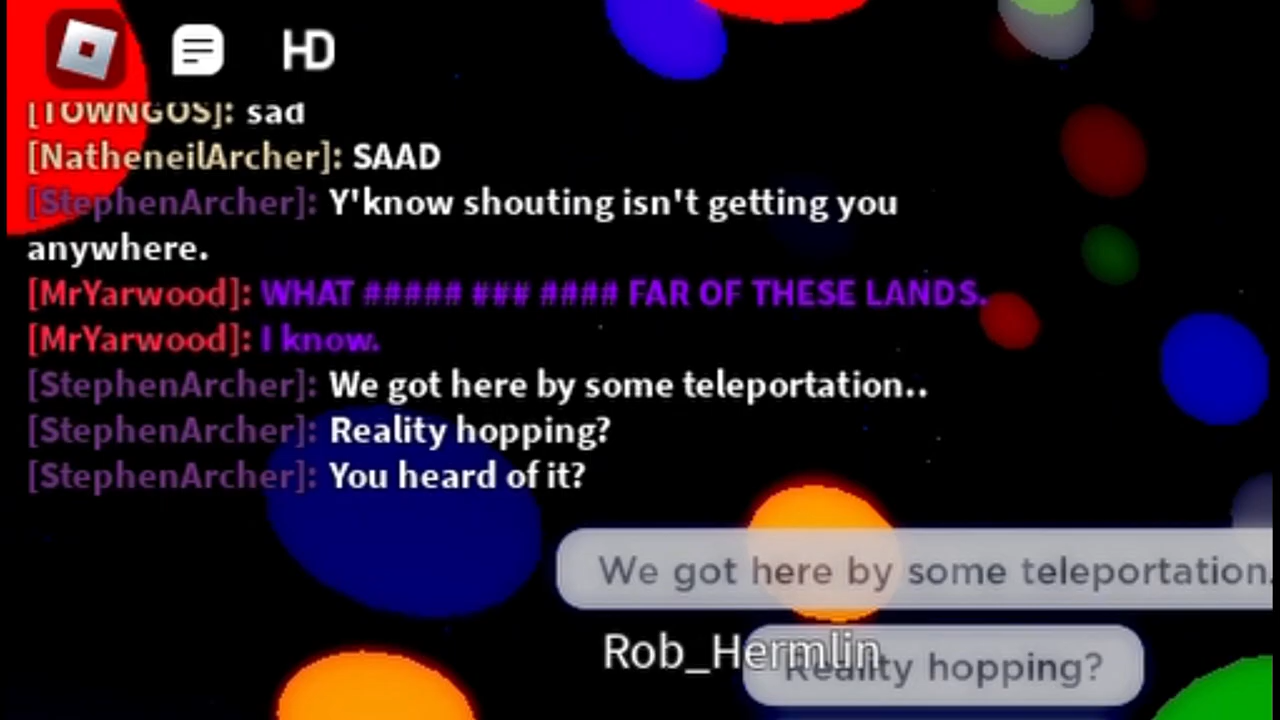 HD
[TOWNGOS]: sad
[NatheneilArcher]: SAAD
[StephenArcher]: Y'know shouting isn't getting you
anywhere.
[MrYarwood]: WHAT ##### ### #### FAR OF THESE LANDS.
[MrYarwood]: I know.
[StephenArcher]: We got here by some teleportation..
[StephenArcher]: Reality hopping?
[StephenArcher]: You heard of it?
We got here by some teleportation.
Rob_Hermlin
Reality hopping?